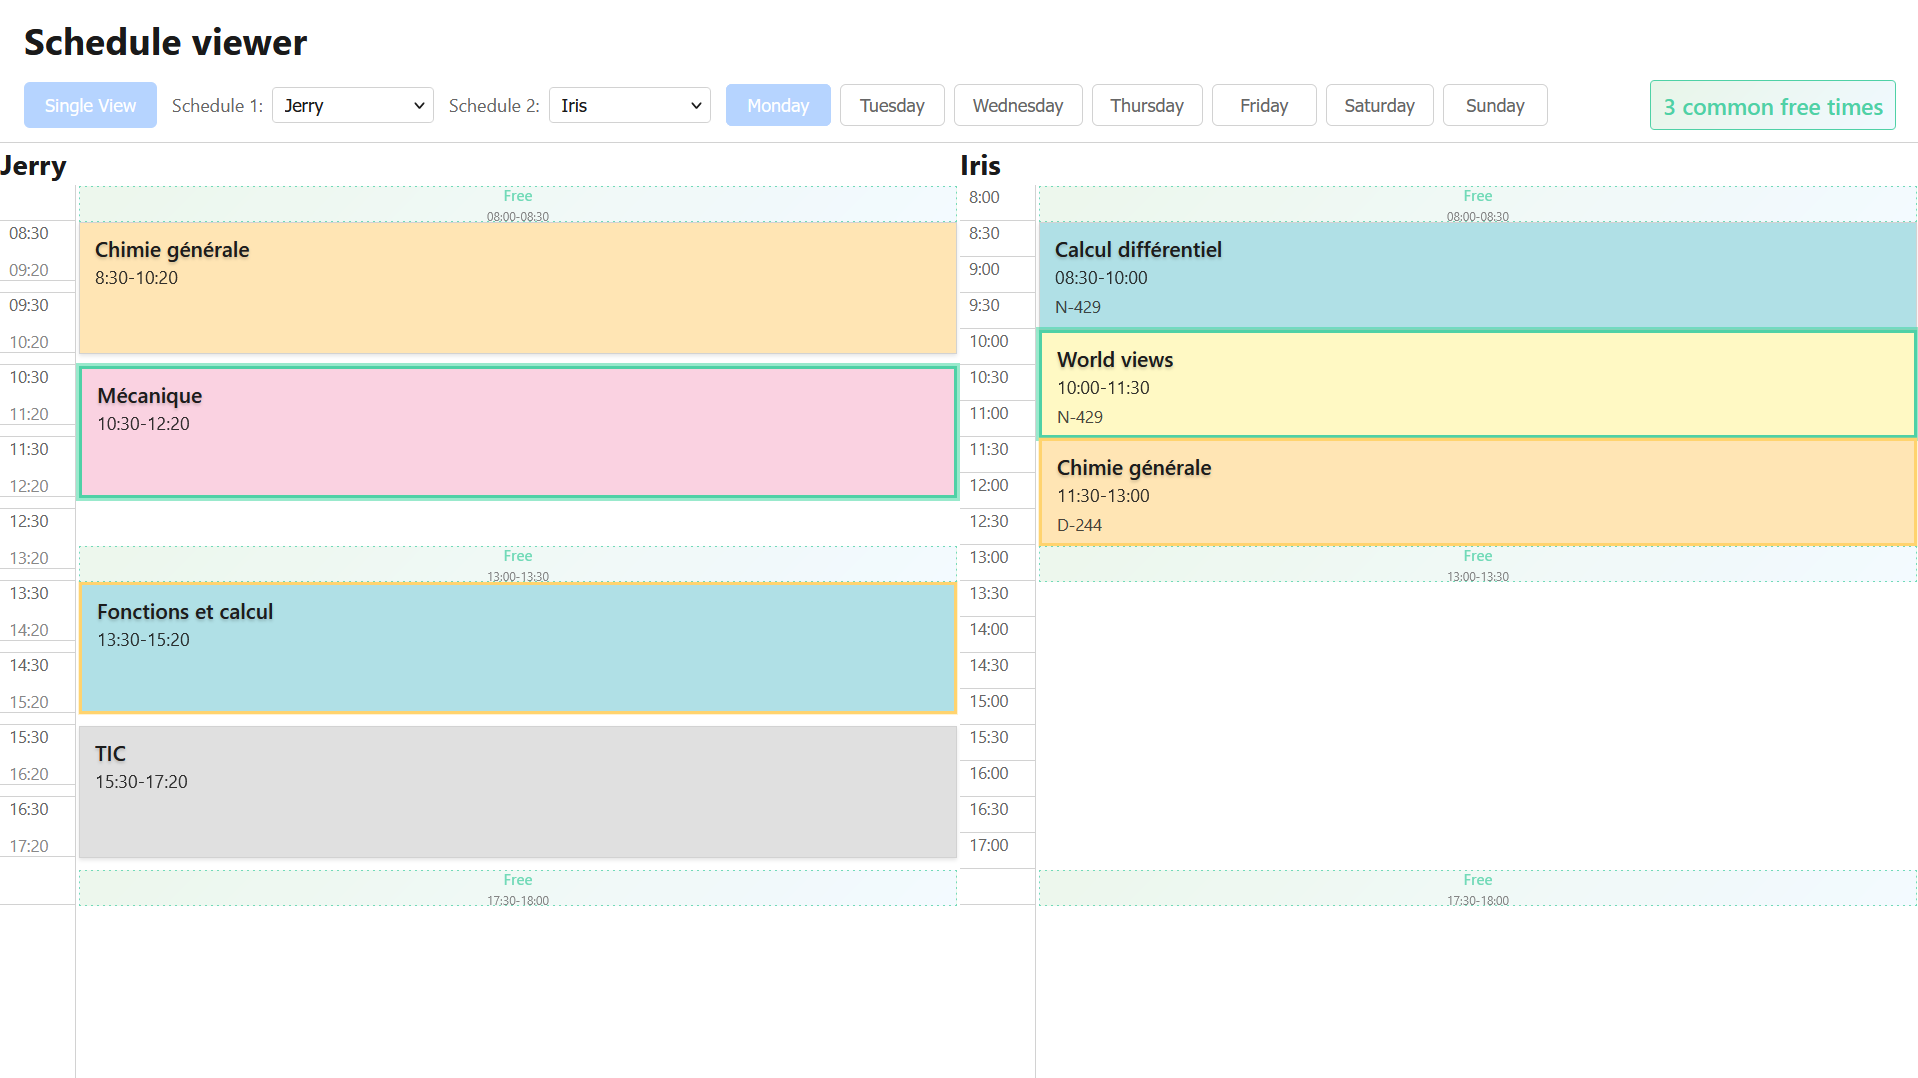 Schedule viewer
Single View Schedule 1: Jerry Schedule 2: Iris Monday Tuesday Wednesday Thursday Friday Saturday Sunday 3 common free times
Jerry
Free
08:00-08:30
08:30
09:20
09:30
10:20
10:30
11:20
11:30
12:20
12:30
13:20
13:30
14:20
14:30
15:20
15:30
16:20
16:30
17:20
Chimie générale
8:30-10:20
Mécanique
10:30-12:20
Free
13:00-13:30
Fonctions et calcul
13:30-15:20
TIC
15:30-17:20
Free
17:30-18:00
Iris
8:00
8:30
9:00
9:30
10:00
10:30
11:00
11:30
12:00
12:30
13:00
13:30
14:00
14:30
15:00
15:30
16:00
16:30
17:00
Free
08:00-08:30
Calcul différentiel
08:30-10:00
N-429
World views
10:00-11:30
N-429
Chimie générale
11:30-13:00
D-244
Free
13:00-13:30
Free
17:30-18:00